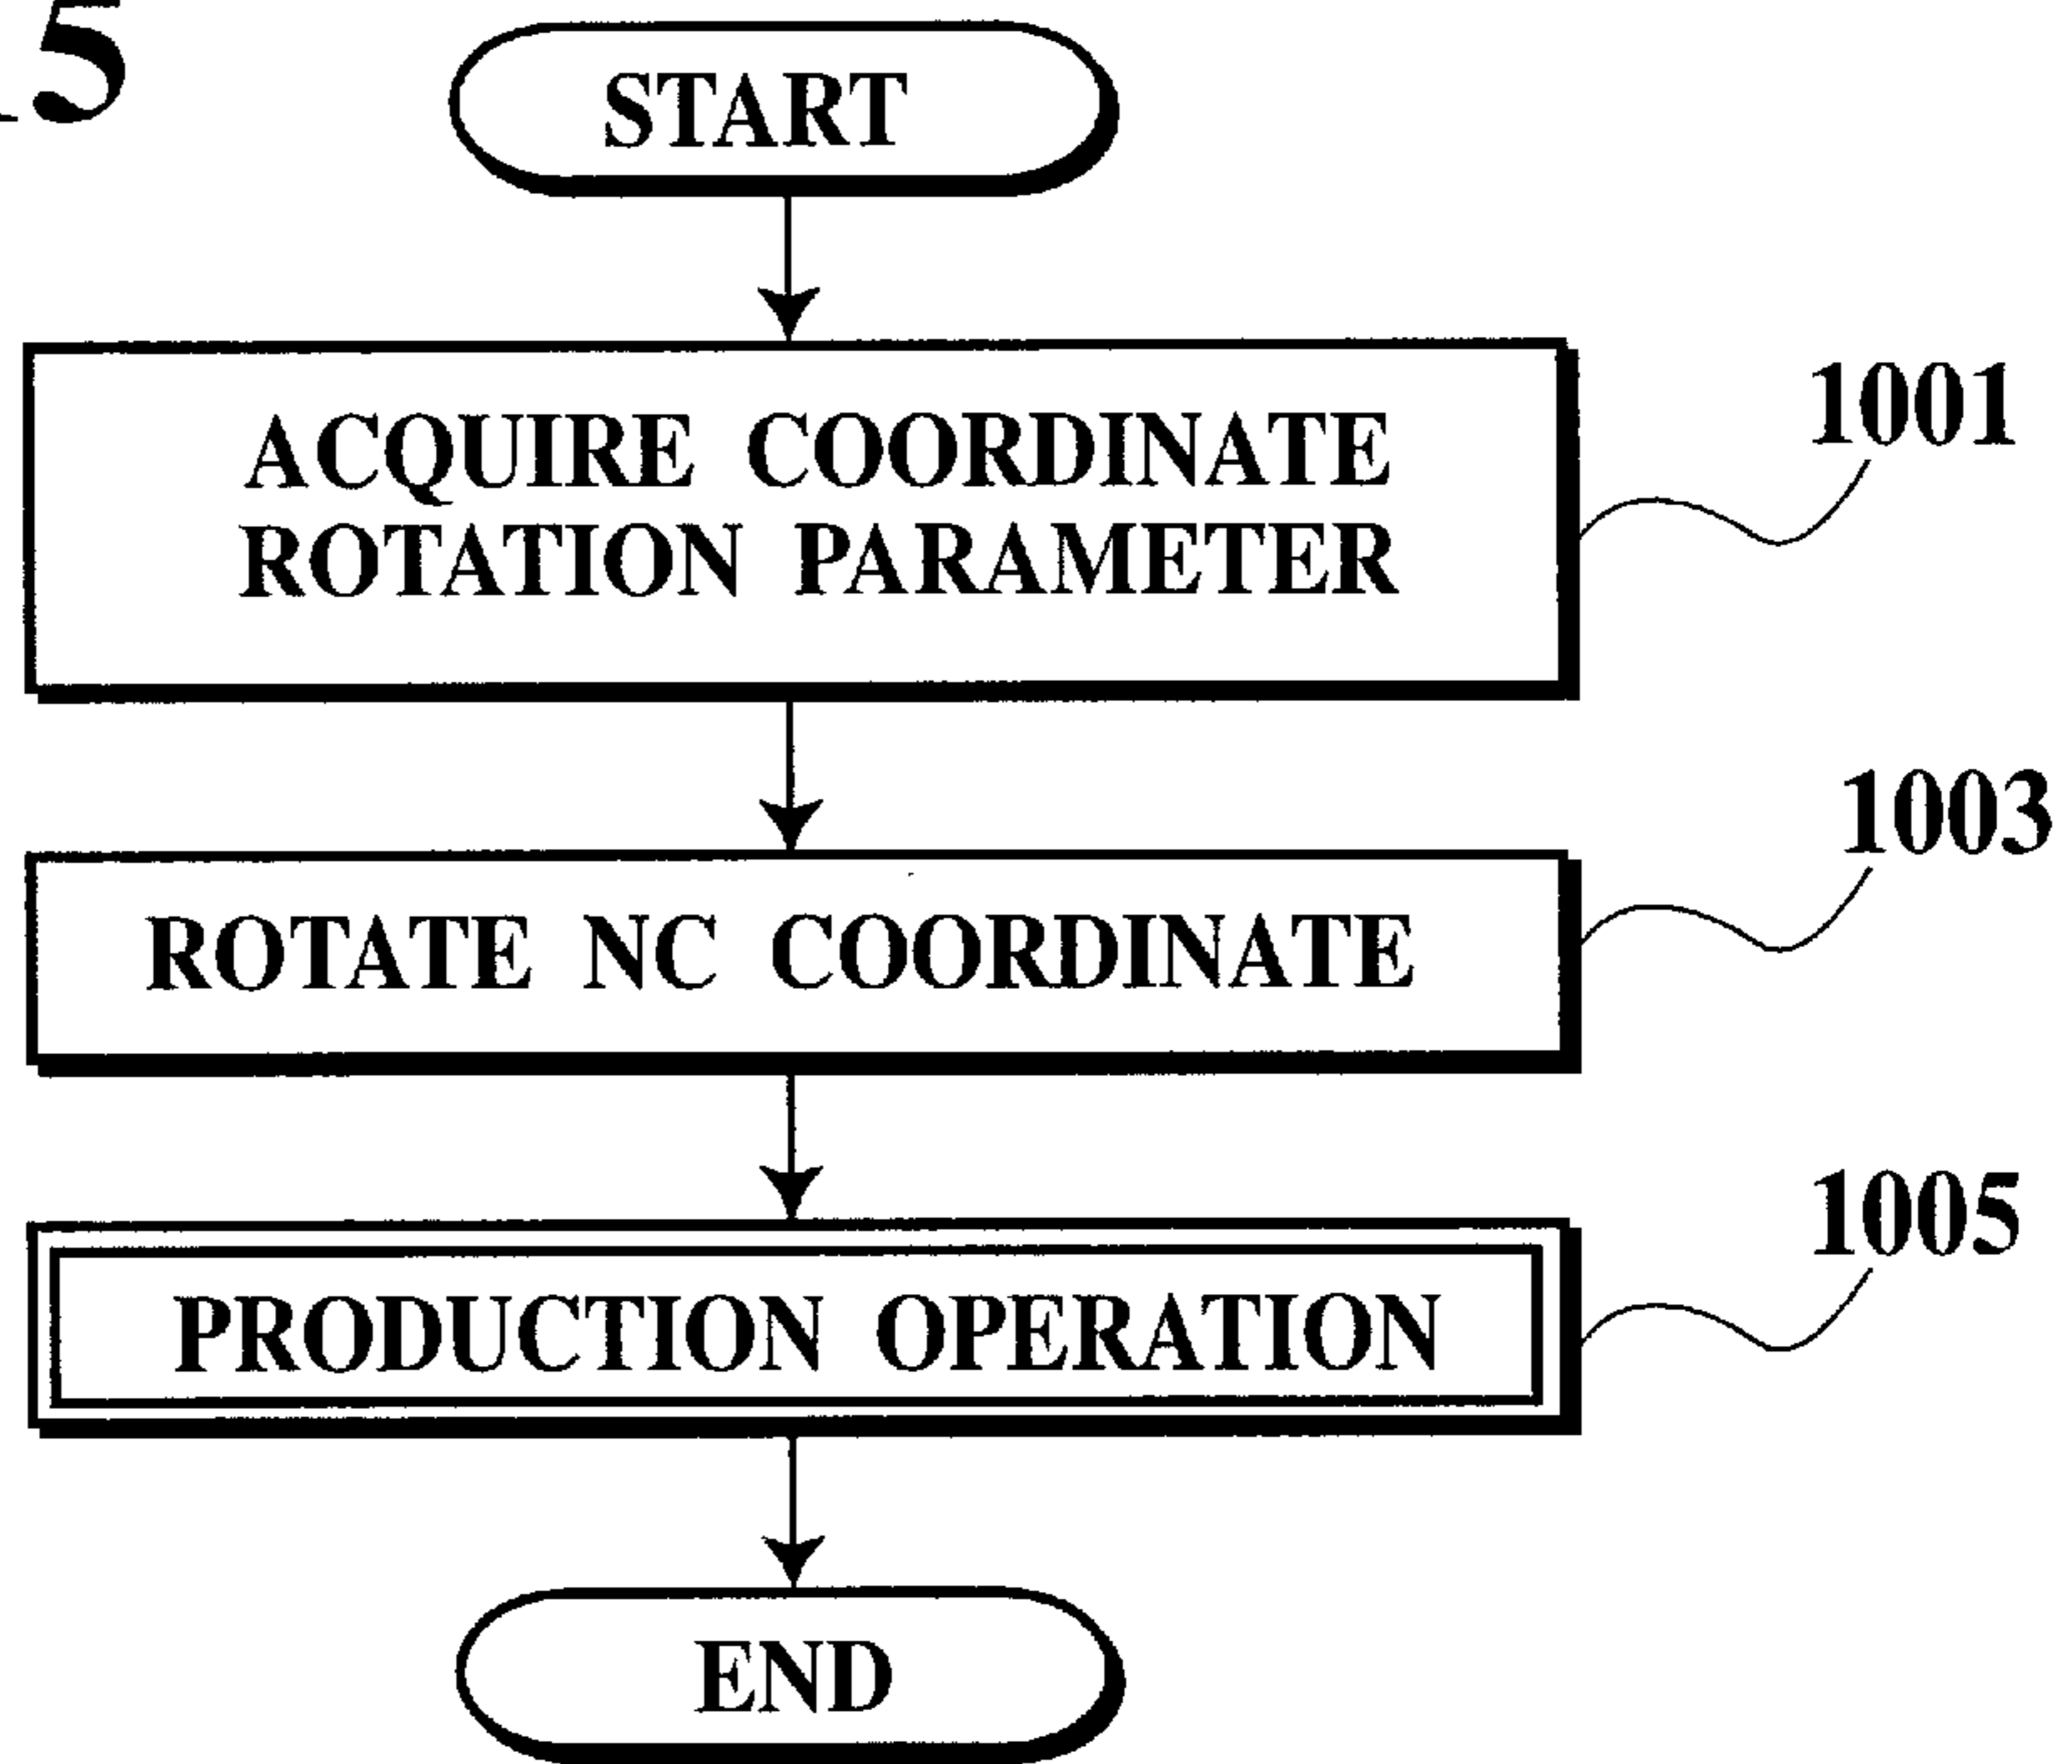 5
START
ACQUIRE COORDINATE
ROTATION PARAMETER
1001
ROTATE NC COORDINATE
1003
PRODUCTION OPERATION
1005
END